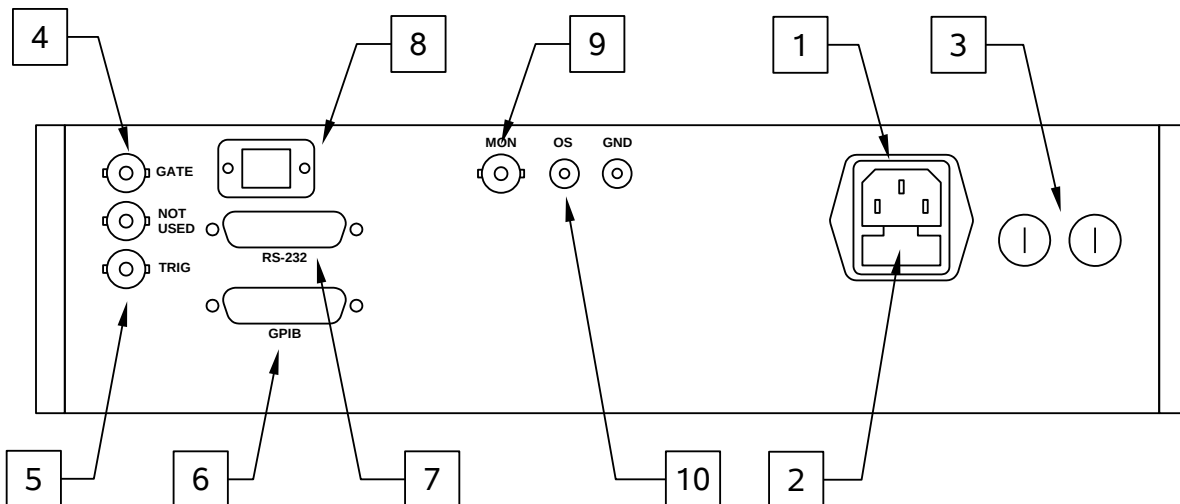 4
8
9
1
3
MON
OS
GND
GATE
NOT
USED
RS-232
TRIG
GPIB
5
6
7
10
2